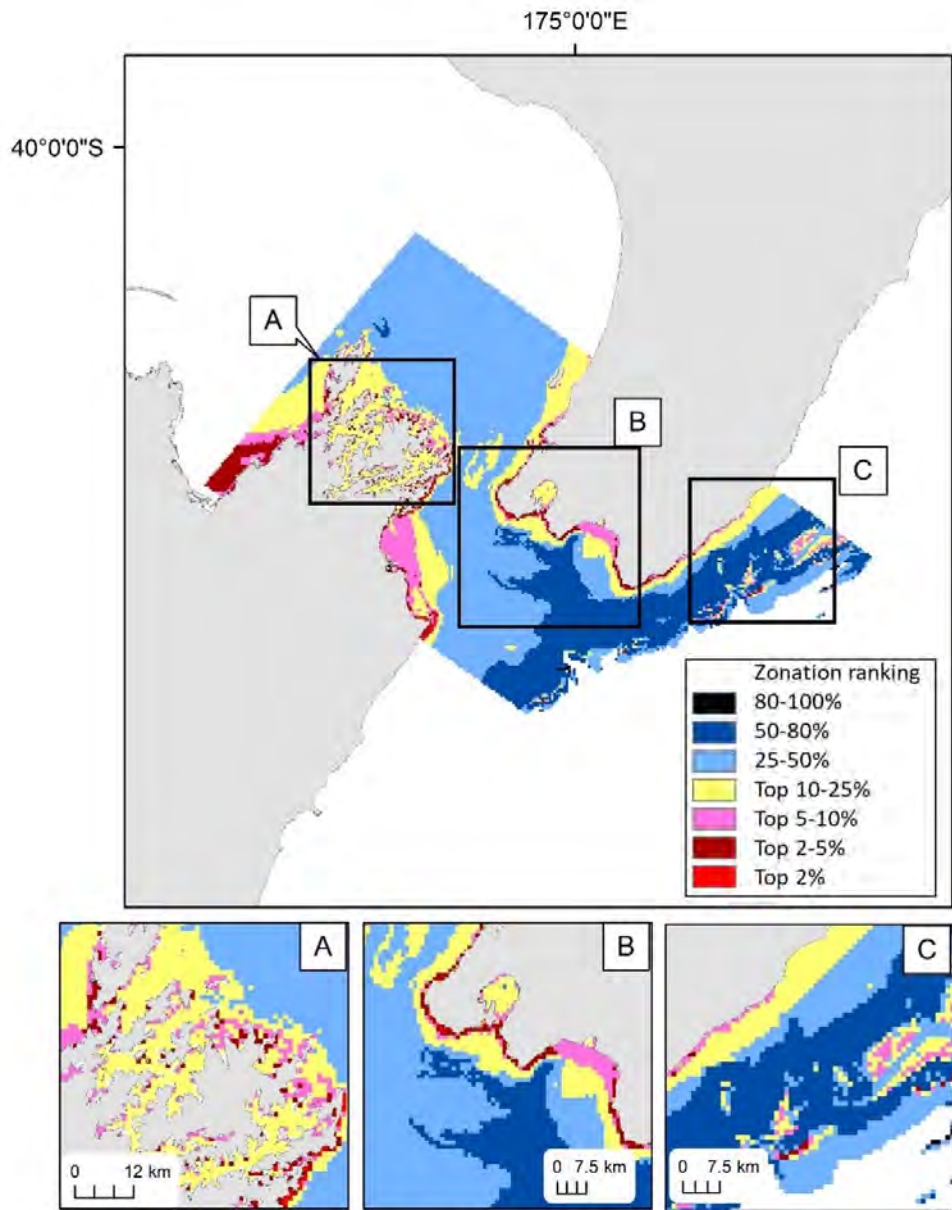 175°0'0"E
40°0'0"S
A
B
C
Zonation ranking
80-100%
50-80%
25-50%
Top 10-25%
Top 5-10%
Top 2-5%
Top 2%
A
B
C
0 12 km
0 7.5 km
0 7.5 km